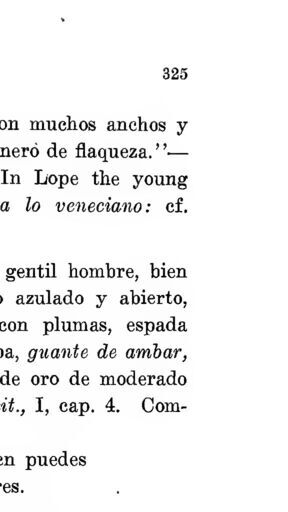 325
on muchos anchos y
neró de flaqueza."—
In Lope the young
a lo veneciano: cf.
gentil hombre, bien
o azulado y abierto,
con plumas, espada
pa, guante de ambar,
de oro de moderado
it., I, cap. 4. Com-
en puedes
res.